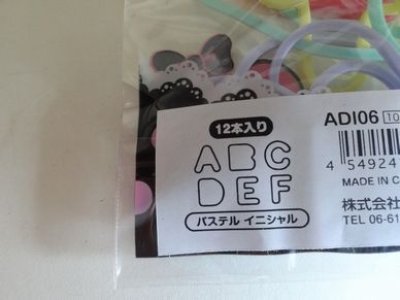 12本入り
ABC
DEF
パステル イニシャル
ADI06 10
4 54924
MADE IN C
株式会社
TEL 06-61